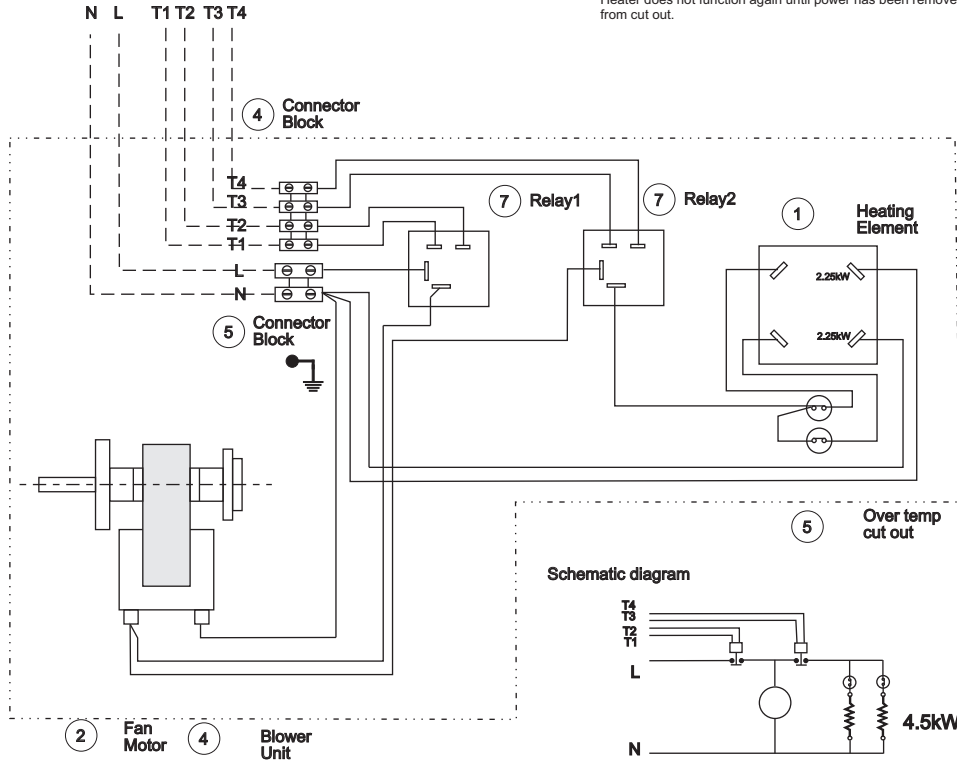 Heater does not function again until power has been remove
from cut out.
N L T1 T2 T3 T4
4 Connector
Block
T4
T3
T2
T1
L
N
7 Relay1
7 Relay2
1 Heating
Element
2.25kW
2.25kW
5 Connector
Block
5 Over temp
cut out
Schematic diagram
T4
T3
T2
T1
L
N
4.5kW
2 Fan
Motor
4 Blower
Unit